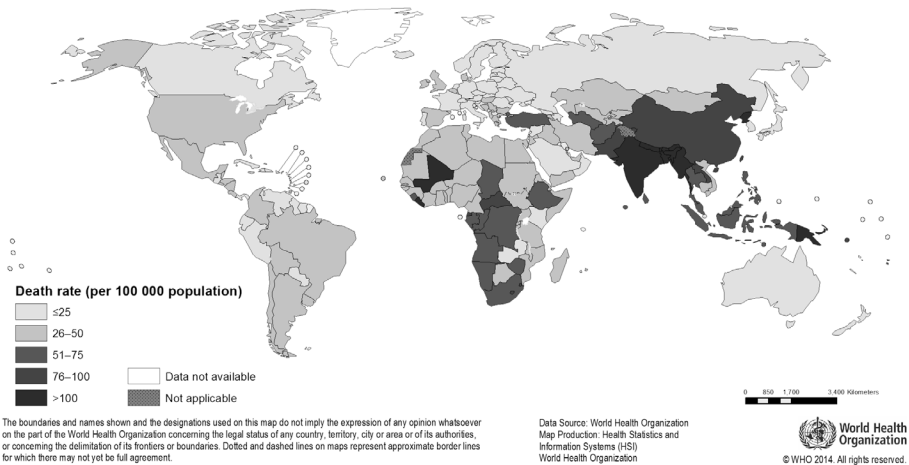 Death rate (per 100 000 population)
≤25
26–50
51–75
76–100
>100
Data not available
Not applicable
0 850 1,700 3,400 Kilometers
The boundaries and names shown and the designations used on this map do not imply the expression of any opinion whatsoever
on the part of the World Health Organization concerning the legal status of any country, territory, city or area or of its authorities,
or concerning the delimitation of its frontiers or boundaries. Dotted and dashed lines on maps represent approximate border lines
for which there may not yet be full agreement.
Data Source: World Health Organization
Map Production: Health Statistics and
Information Systems (HSI)
World Health Organization
World Health
Organization
© WHO 2014. All rights reserved.